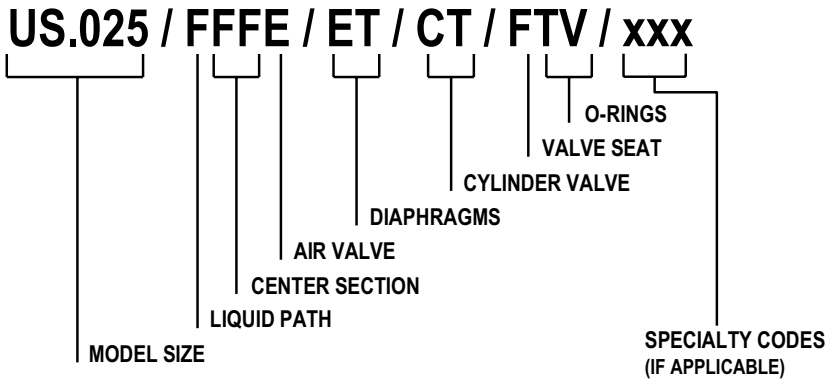 US.025 / FFFE / ET / CT / FTV / xxx
O-RINGS
VALVE SEAT
CYLINDER VALVE
DIAPHRAGMS
AIR VALVE
CENTER SECTION
LIQUID PATH
MODEL SIZE
SPECIALTY CODES
(IF APPLICABLE)